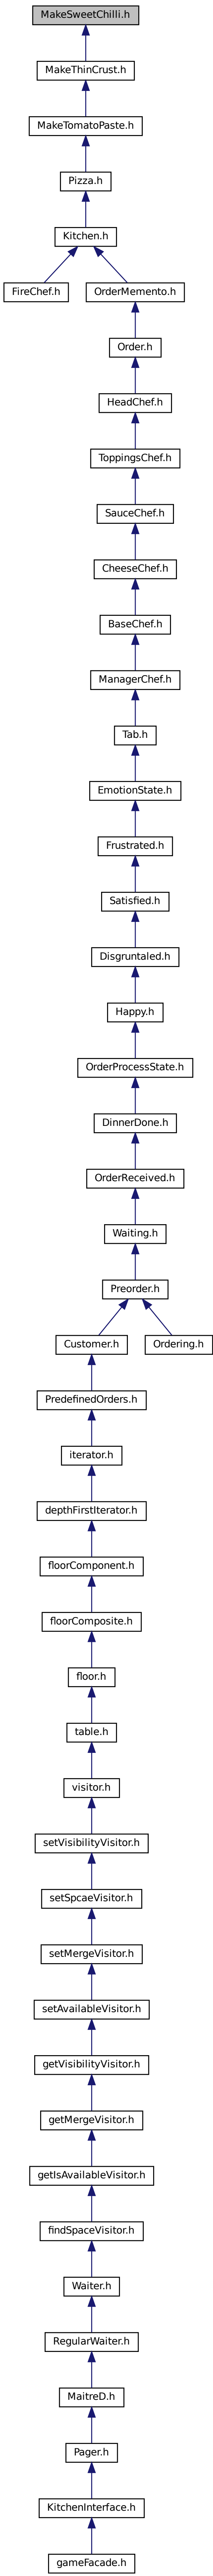 MakeSweetChilli.h
MakeThinCrust.h
MakeTomatoPaste.h
Pizza.h
Kitchen.h
FireChef.h
OrderMemento.h
Order.h
HeadChef.h
ToppingsChef.h
SauceChef.h
CheeseChef.h
BaseChef.h
ManagerChef.h
Tab.h
EmotionState.h
Frustrated.h
Satisfied.h
Disgruntaled.h
Happy.h
OrderProcessState.h
DinnerDone.h
OrderReceived.h
Waiting.h
Preorder.h
Customer.h
Ordering.h
PredefinedOrders.h
iterator.h
depthFirstIterator.h
floorComponent.h
floorComposite.h
floor.h
table.h
visitor.h
setVisibilityVisitor.h
setSpcaeVisitor.h
setMergeVisitor.h
setAvailableVisitor.h
getVisibilityVisitor.h
getMergeVisitor.h
getIsAvailableVisitor.h
findSpaceVisitor.h
Waiter.h
RegularWaiter.h
MaitreD.h
Pager.h
KitchenInterface.h
gameFacade.h